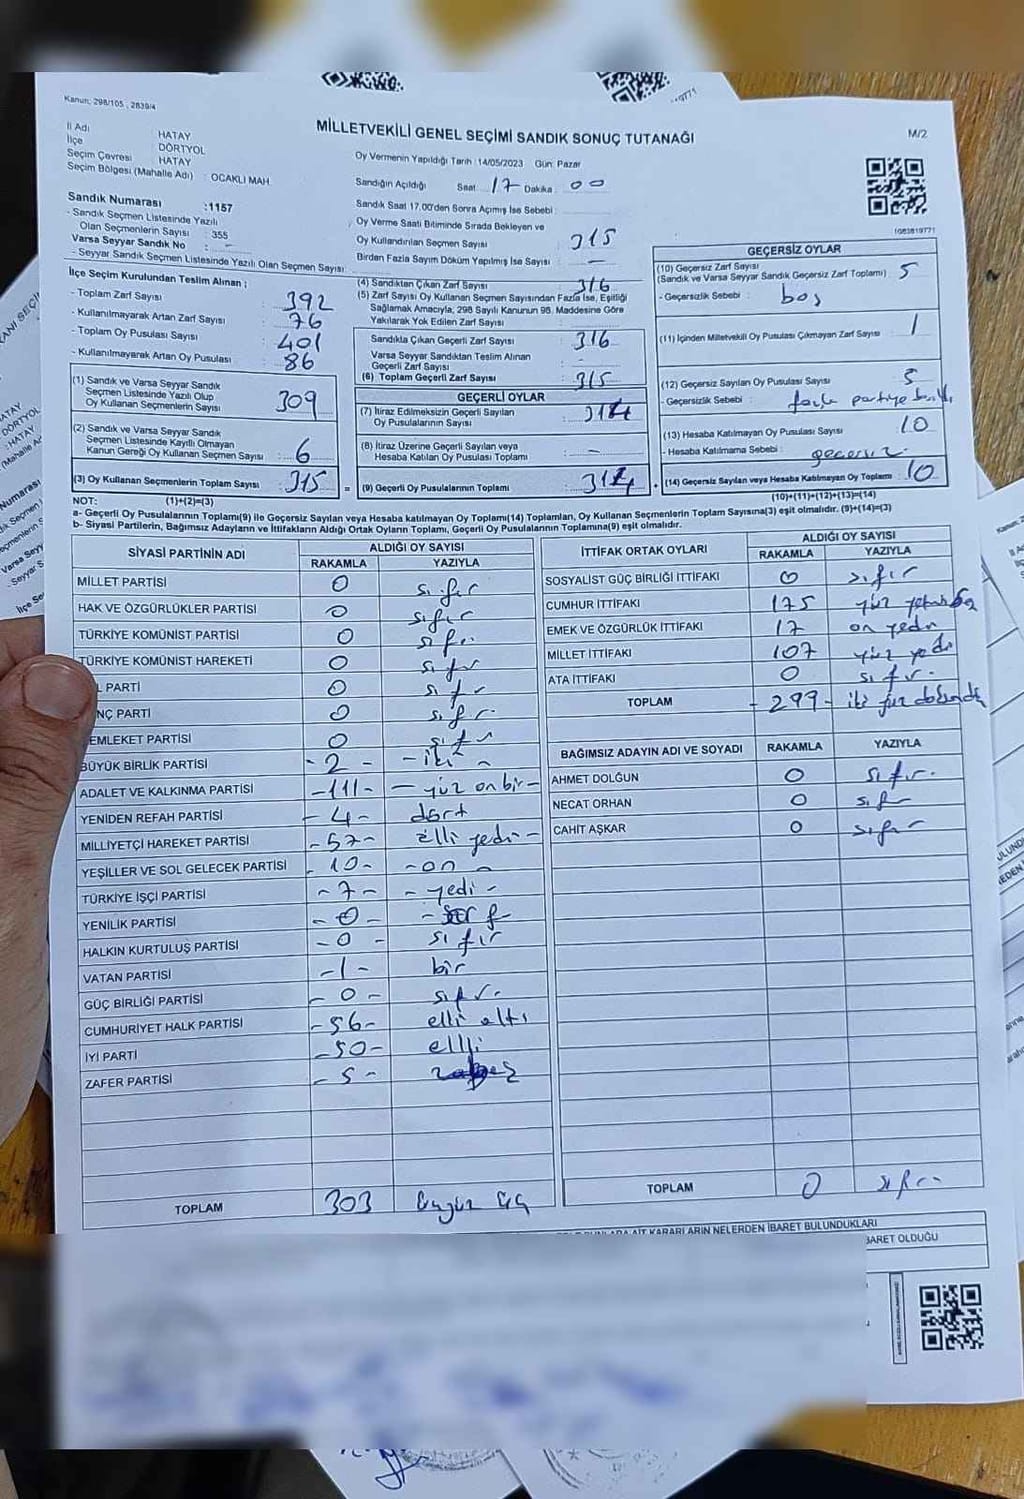 Kanun: 298/105 , 2839/4
MİLLETVEKİLİ GENEL SEÇİMİ SANDIK SONUÇ TUTANAĞI
M/2
İl Adı HATAY
İlçe DÖRTYOL
Seçim Çevresi HATAY
Seçim Bölgesi (Mahalle Adı) : OCAKLI MAH.
Oy Vermenin Yapıldığı Tarih : 14/05/2023 Gün: Pazar
Sandığın Açıldığı Saat 17 Dakika 00
Sandık Saat 17.00'den Sonra Açılmış İse Sebebi :
Oy Verme Saati Bitiminde Sırada Bekleyen ve
Oy Kullandırılan Seçmen Sayısı 315
Birden Fazla Sayım Döküm Yapılmış İse Sayısı : —
Sandık Numarası :1157
- Sandık Seçmen Listesinde Yazılı
Olan Seçmenlerin Sayısı : 355
Varsa Seyyar Sandık No : —
- Seyyar Sandık Seçmen Listesinde Yazılı Olan Seçmen Sayısı:
İlçe Seçim Kurulundan Teslim Alınan ;
- Toplam Zarf Sayısı : 392
- Kullanılmayarak Artan Zarf Sayısı : 76
- Toplam Oy Pusulası Sayısı : 401
- Kullanılmayarak Artan Oy Pusulası : 86
(1) Sandık ve Varsa Seyyar Sandık
Seçmen Listesinde Yazılı Olup
Oy Kullanan Seçmenlerin Sayısı : 309
(2) Sandık ve Varsa Seyyar Sandık
Seçmen Listesinde Kayıtlı Olmayan
Kanun Gereği Oy Kullanan Seçmen Sayısı : 6
(3) Oy Kullanan Seçmenlerin Toplam Sayısı : 315
(4) Sandıktan Çıkan Zarf Sayısı : 316
(5) Zarf Sayısı Oy Kullanan Seçmen Sayısından Fazla İse, Eşitliği
Sağlamak Amacıyla, 298 Sayılı Kanunun 98. Maddesine Göre
Yakılarak Yok Edilen Zarf Sayısı :
Sandıkta Çıkan Geçerli Zarf Sayısı : 316
Varsa Seyyar Sandıktan Teslim Alınan
Geçerli Zarf Sayısı :
(6) Toplam Geçerli Zarf Sayısı : 315
GEÇERLİ OYLAR
(7) İtiraz Edilmeksizin Geçerli Sayılan
Oy Pusulalarının Sayısı : 314
(8) İtiraz Üzerine Geçerli Sayılan veya
Hesaba Katılan Oy Pusulası Toplamı : —
= (9) Geçerli Oy Pusulalarının Toplamı : 314
1083819771
GEÇERSİZ OYLAR
(10) Geçersiz Zarf Sayısı
(Sandık ve Varsa Seyyar Sandık Geçersiz Zarf Toplamı) : 5
- Geçersizlik Sebebi : boş
(11) İçinden Milletvekili Oy Pusulası Çıkmayan Zarf Sayısı : 1
(12) Geçersiz Sayılan Oy Pusulası Sayısı : 5
- Geçersizlik Sebebi : fazla partiye
(13) Hesaba Katılmayan Oy Pusulası Sayısı : 10
- Hesaba Katılmama Sebebi : geçersiz
+ (14) Geçersiz Sayılan veya Hesaba Katılmayan Oy Toplamı : 10
NOT: (1)+(2)=(3)
(10)+(11)+(12)+(13)=(14)
a- Geçerli Oy Pusulalarının Toplamı(9) ile Geçersiz Sayılan veya Hesaba katılmayan Oy Toplamı(14) Toplamları, Oy Kullanan Seçmenlerin Toplam Sayısına(3) eşit olmalıdır. (9)+(14)=(3)
b- Siyasi Partilerin, Bağımsız Adayların ve İttifakların Aldığı Ortak Oyların Toplamı, Geçerli Oy Pusulalarının Toplamına(9) eşit olmalıdır.
SİYASİ PARTİNİN ADI ALDIĞI OY SAYISI
RAKAMLA YAZIYLA
MİLLET PARTİSİ 0 sıfır
HAK VE ÖZGÜRLÜKLER PARTİSİ 0 sıfır
TÜRKİYE KOMÜNİST PARTİSİ 0 sıfır
TÜRKİYE KOMÜNİST HAREKETİ 0 sıfır
L PARTİ 0 sıfır
NÇ PARTİ 0 sıfır
EMLEKET PARTİSİ 0 sıfır
BÜYÜK BİRLİK PARTİSİ - 2 - - iki -
ADALET VE KALKINMA PARTİSİ -111- - yüz on bir -
YENİDEN REFAH PARTİSİ - 4 - dört
MİLLİYETÇİ HAREKET PARTİSİ -57- elli yedi -
YEŞİLLER VE SOL GELECEK PARTİSİ - 10 - - on -
TÜRKİYE İŞÇİ PARTİSİ - 7 - - yedi -
YENİLİK PARTİSİ - 0 -
HALKIN KURTULUŞ PARTİSİ - 0 - sıfır
VATAN PARTİSİ - 1 - bir
GÜÇ BİRLİĞİ PARTİSİ - 0 - sıfır
CUMHURİYET HALK PARTİSİ -56- elli altı
İYİ PARTİ -50- ellli
ZAFER PARTİSİ - 5 -
TOPLAM 303 üçyüz üç
İTTİFAK ORTAK OYLARI ALDIĞI OY SAYISI
RAKAMLA YAZIYLA
SOSYALİST GÜÇ BİRLİĞİ İTTİFAKI 0 sıfır
CUMHUR İTTİFAKI 175 yüz yetmiş beş
EMEK VE ÖZGÜRLÜK İTTİFAKI 17 on yedi
MİLLET İTTİFAKI 107 yüz yedi
ATA İTTİFAKI 0 sıfır
TOPLAM - 299 - iki yüz doksan
BAĞIMSIZ ADAYIN ADI VE SOYADI RAKAMLA YAZIYLA
AHMET DOLĞUN 0 sıfır
NECAT ORHAN 0 sıfır
CAHİT AŞKAR 0 sıfır
TOPLAM 0 sıfır
KARARLARIN NELERDEN İBARET BULUNDUKLARI
BARET OLDUĞU